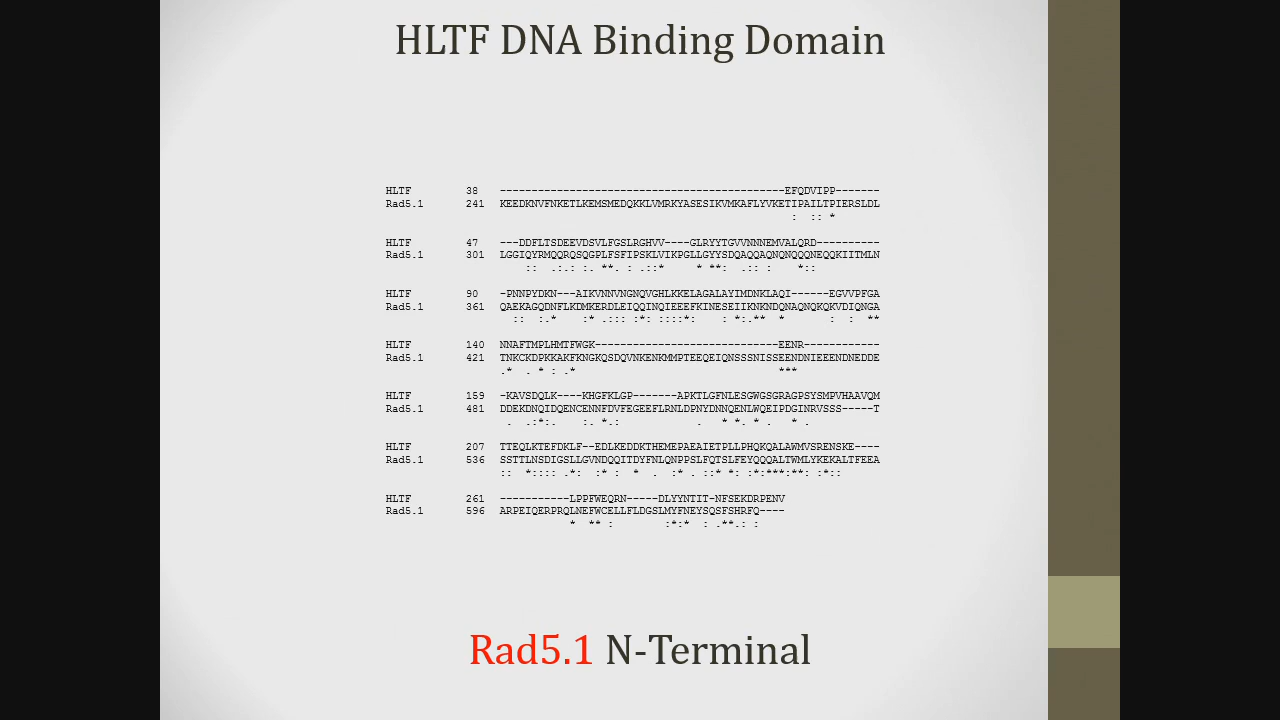 HLTF DNA Binding Domain
HLTF 38 ---------------------------------------------EFQDVIPP-------
Rad5.1 241 KEEDKNVFNKETLKEMSMEDQKKLVMRKYASESIKVMKAFLYVKETIPAILTPIERSLDL
: :: *
HLTF 47 ---DDFLTSDEEVDSVLFGSLRGHVV----GLRYYTGVVNNNEMVALQRD----------
Rad5.1 301 LGGIQYRMQQRQSQGPLFSFIPSKLVIKPGLLGYYSDQAQQAQNQNQQQNEQQKIITMLN
:: .:.: :. **. : .::* * **: .:: : *::
HLTF 90 -PNNPYDKN---AIKVNNVNGNQVGHLKKELAGALAYIMDNKLAQI------EGVVPFGA
Rad5.1 361 QAEKAGQDNFLKDMKERDLEIQQINQIEEEFKINESEIIKNKNDQNAQNQKQKVDIQNGA
:: :.* :* .::: :*: ::::*: : *:.** * : : **
HLTF 140 NNAFTMPLHMTFWGK-----------------------------EENR------------
Rad5.1 421 TNKCKDPKKAKFKNGKQSDQVNKENKMMPTEEQEIQNSSSNISSEENDNIEENDNEDDE
.* . * : .* ***
HLTF 159 -KAVSDQLK----KHGFKLGP-------APKTLGFNLESGWGSGRAGPSYSMPVHAAVQM
Rad5.1 481 DDEKDNQIDQENCENNFDVFEGEEFLRNLDPNYDNNQENLWQEIPDGINRVSSS-----T
. .:*:. :. *.: . * *. * . * .
HLTF 207 TTEQLKTEFDKLF--EDLKEDDKTHEMEPAEAIETPLLPHQKQALAWMVSRENSKE----
Rad5.1 536 SSTTLNSDIGSLLGVNDQQITDYFNLQNPPSLFQTSLFEYQQQALTWMLYKEKALTFEEA
:: *:::: .*: :* : * . :* . ::* *: :*:****:**: :*::
HLTF 261 -----------LPPFWEQRN-----DLYYNTIT-NFSEKDRPENV
Rad5.1 596 ARPEIQERPRQLNEFWCELLFLDGSLMYFNEYSQSFSHRFQ----
* ** : :*:* : .**.: :
Rad5.1 N-Terminal